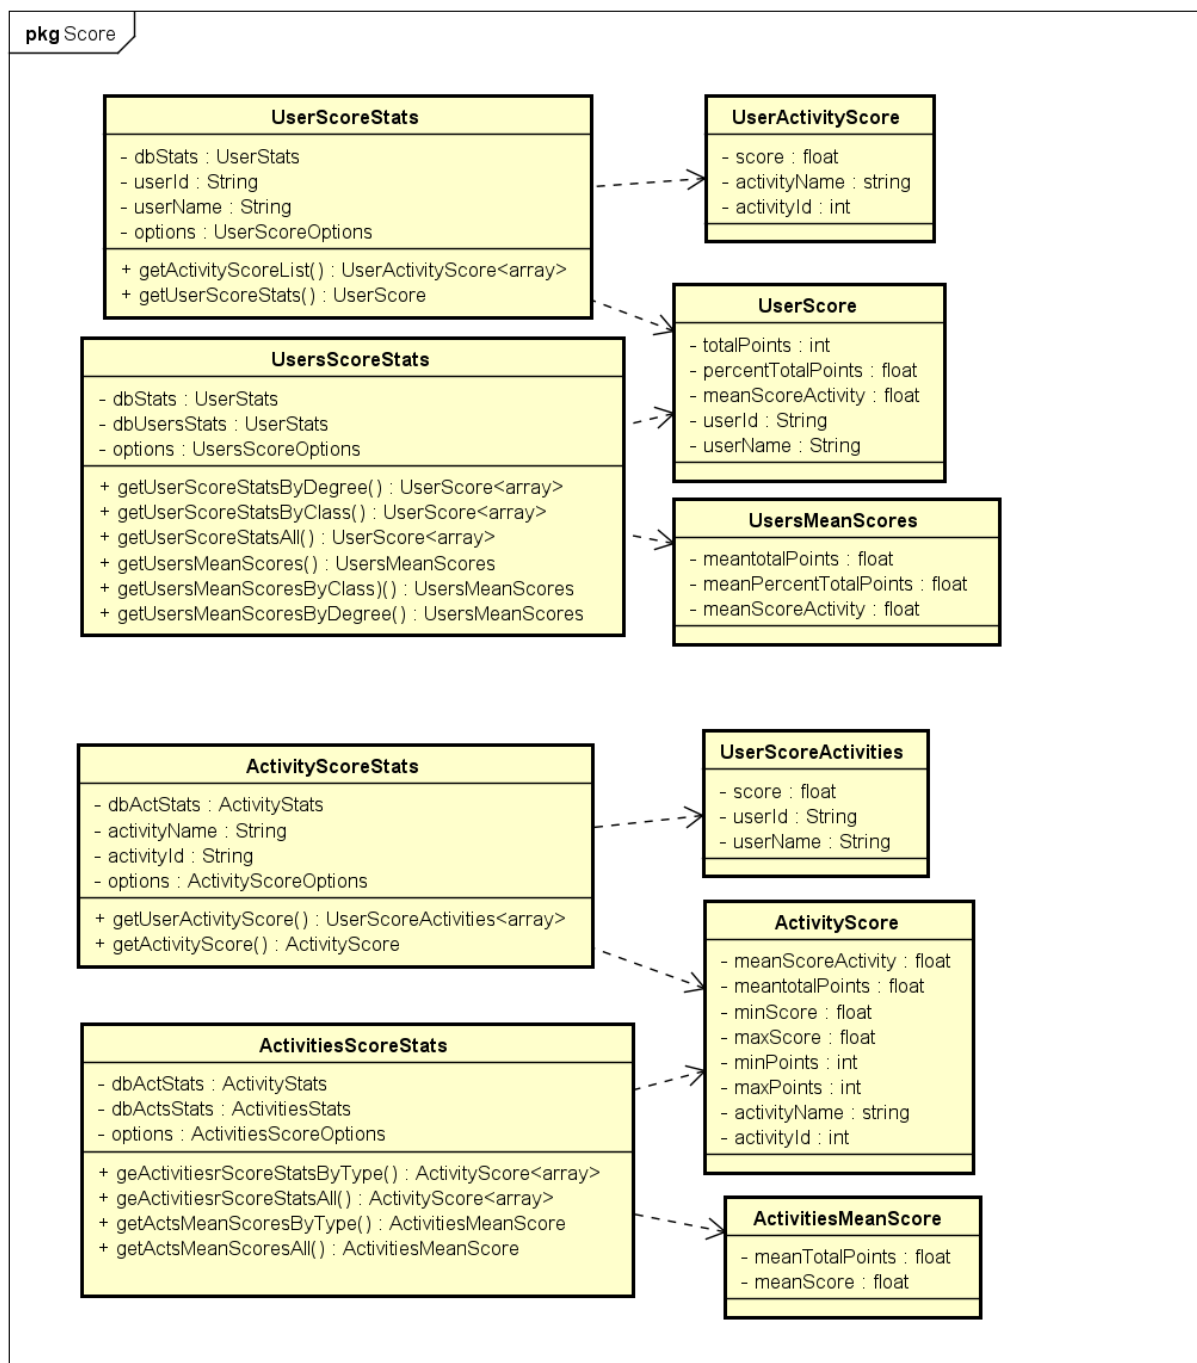 pkg Score
UserScoreStats
- dbStats : UserStats
- userId : String
- userName : String
- options : UserScoreOptions
+ getActivityScoreList() : UserActivityScore<array>
+ getUserScoreStats() : UserScore
UserActivityScore
- score : float
- activityName : string
- activityId : int
UserScore
- totalPoints : int
- percentTotalPoints : float
- meanScoreActivity : float
- userId : String
- userName : String
UsersScoreStats
- dbStats : UserStats
- dbUsersStats : UserStats
- options : UsersScoreOptions
+ getUserScoreStatsByDegree() : UserScore<array>
+ getUserScoreStatsByClass() : UserScore<array>
+ getUserScoreStatsAll() : UserScore<array>
+ getUsersMeanScores() : UsersMeanScores
+ getUsersMeanScoresByClass)() : UsersMeanScores
+ getUsersMeanScoresByDegree() : UsersMeanScores
UsersMeanScores
- meantotalPoints : float
- meanPercentTotalPoints : float
- meanScoreActivity : float
ActivityScoreStats
- dbActStats : ActivityStats
- activityName : String
- activityId : String
- options : ActivityScoreOptions
+ getUserActivityScore() : UserScoreActivities<array>
+ getActivityScore() : ActivityScore
UserScoreActivities
- score : float
- userId : String
- userName : String
ActivityScore
- meanScoreActivity : float
- meantotalPoints : float
- minScore : float
- maxScore : float
- minPoints : int
- maxPoints : int
- activityName : string
- activityId : int
ActivitiesScoreStats
- dbActStats : ActivityStats
- dbActsStats : ActivitiesStats
- options : ActivitiesScoreOptions
+ geActivitiesrScoreStatsByType() : ActivityScore<array>
+ geActivitiesrScoreStatsAll() : ActivityScore<array>
+ getActsMeanScoresByType() : ActivitiesMeanScore
+ getActsMeanScoresAll() : ActivitiesMeanScore
ActivitiesMeanScore
- meanTotalPoints : float
- meanScore : float